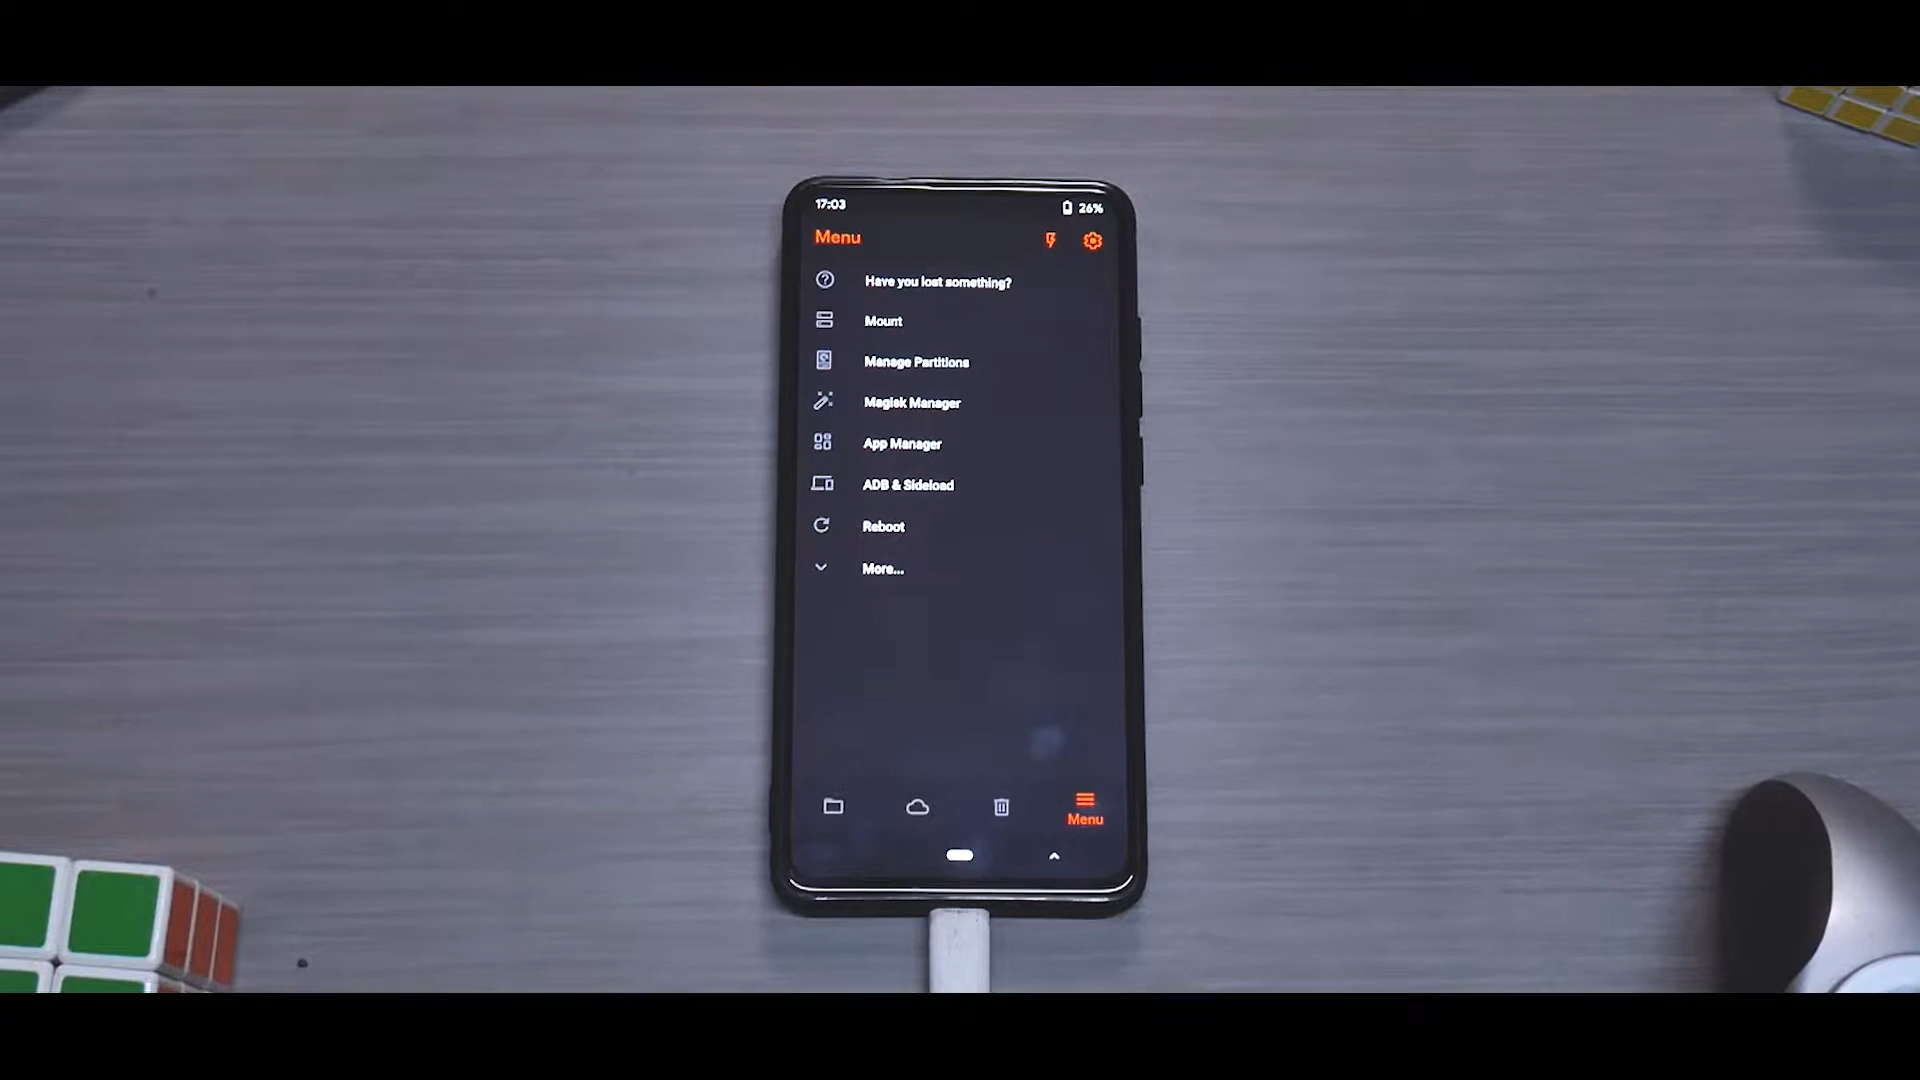 17:03
26%
Menu
Have you lost something?
Mount
Manage Partitions
Magisk Manager
App Manager
ADB & Sideload
Reboot
More...
Menu